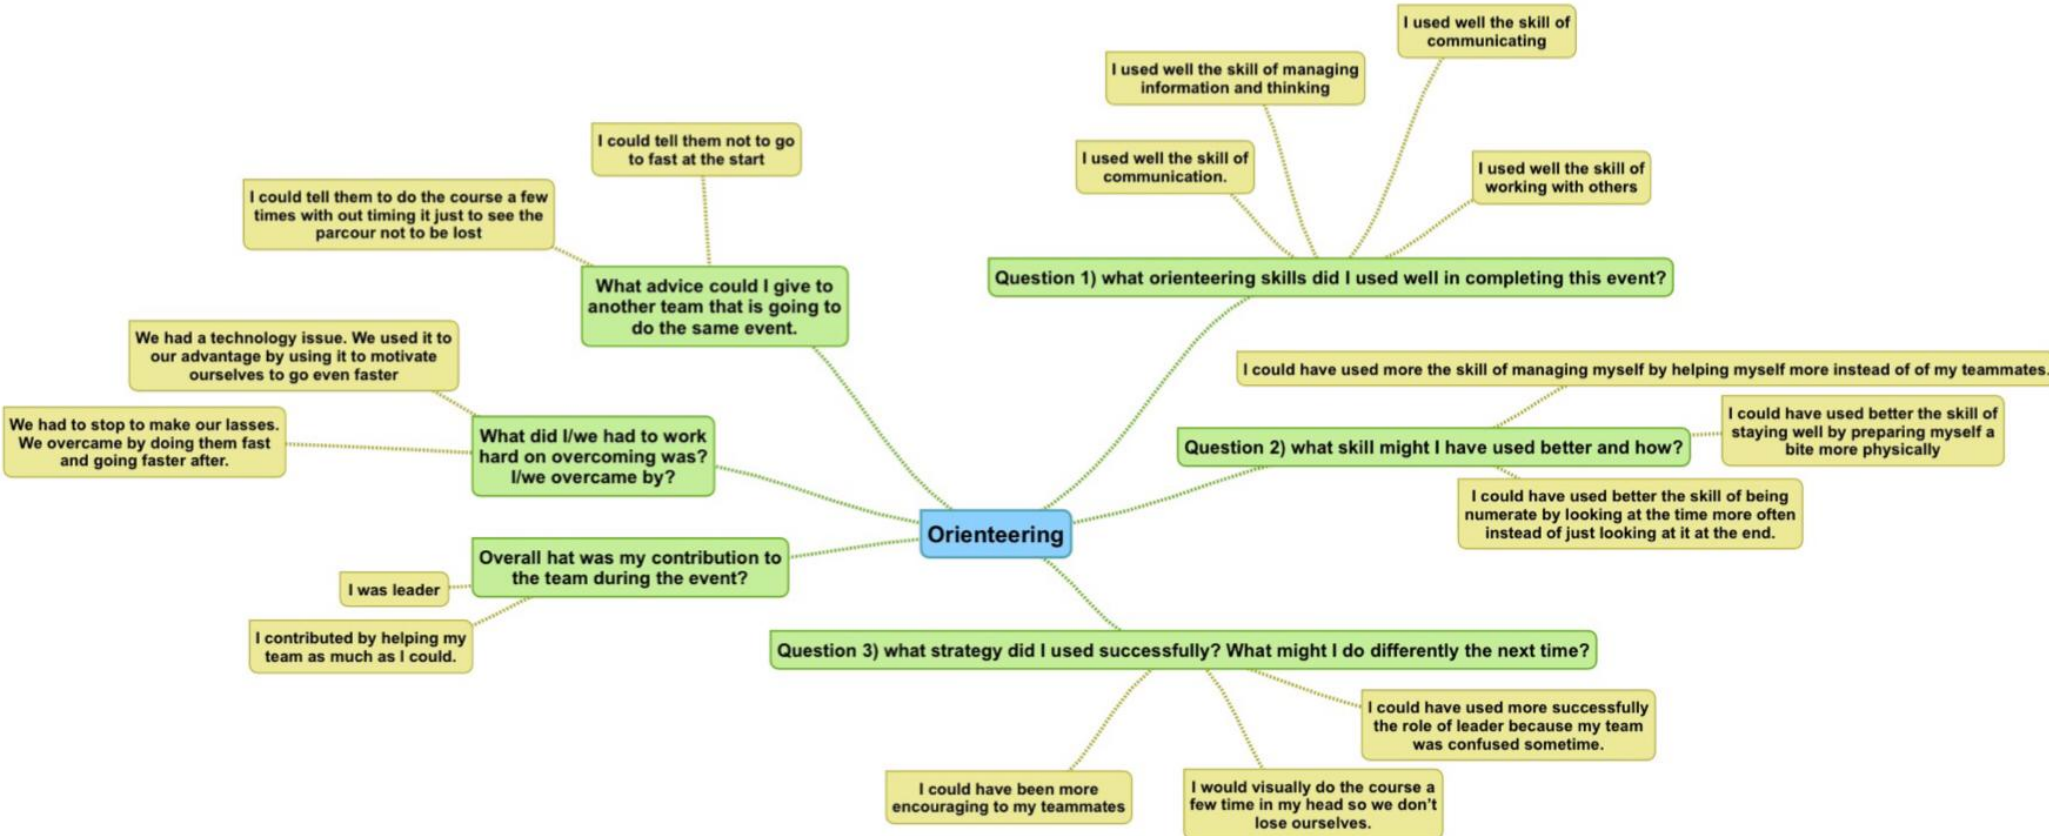 I used well the skill of
communicating
I used well the skill of managing
information and thinking
I used well the skill of
communication.
I used well the skill of
working with others
Question 1) what orienteering skills did I used well in completing this event?
I could tell them not to go
to fast at the start
I could tell them to do the course a few
times with out timing it just to see the
parcour not to be lost
What advice could I give to
another team that is going to
do the same event.
We had a technology issue. We used it to
our advantage by using it to motivate
ourselves to go even faster
We had to stop to make our lasses.
We overcame by doing them fast
and going faster after.
What did I/we had to work
hard on overcoming was?
I/we overcame by?
I could have used more the skill of managing myself by helping myself more instead of of my teammates.
I could have used better the skill of
staying well by preparing myself a
bite more physically
Question 2) what skill might I have used better and how?
I could have used better the skill of being
numerate by looking at the time more often
instead of just looking at it at the end.
Orienteering
Overall hat was my contribution to
the team during the event?
I was leader
I contributed by helping my
team as much as I could.
Question 3) what strategy did I used successfully? What might I do differently the next time?
I could have used more successfully
the role of leader because my team
was confused sometime.
I could have been more
encouraging to my teammates
I would visually do the course a
few time in my head so we don't
lose ourselves.